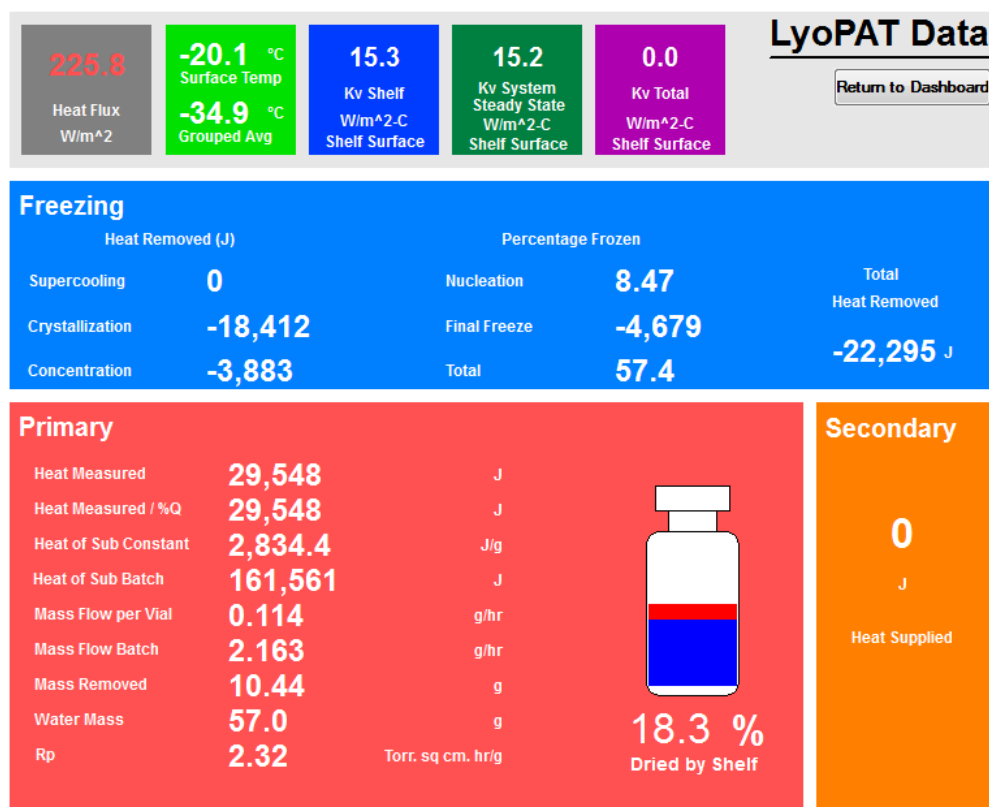 LyoPAT Data
Return to Dashboard
225.8
Heat Flux
W/m^2
-20.1 °C
Surface Temp
-34.9 °C
Grouped Avg
15.3
Kv Shelf
W/m^2-C
Shelf Surface
15.2
Kv System
Steady State
W/m^2-C
Shelf Surface
0.0
Kv Total
W/m^2-C
Shelf Surface
Freezing
Heat Removed (J)
Supercooling 0
Crystallization -18,412
Concentration -3,883
Percentage Frozen
Nucleation 8.47
Final Freeze -4,679
Total 57.4
Total
Heat Removed
-22,295 J
Primary
Heat Measured 29,548 J
Heat Measured / %Q 29,548 J
Heat of Sub Constant 2,834.4 J/g
Heat of Sub Batch 161,561 J
Mass Flow per Vial 0.114 g/hr
Mass Flow Batch 2.163 g/hr
Mass Removed 10.44 g
Water Mass 57.0 g
Rp 2.32 Torr. sq cm. hr/g
18.3 %
Dried by Shelf
Secondary
0
J
Heat Supplied